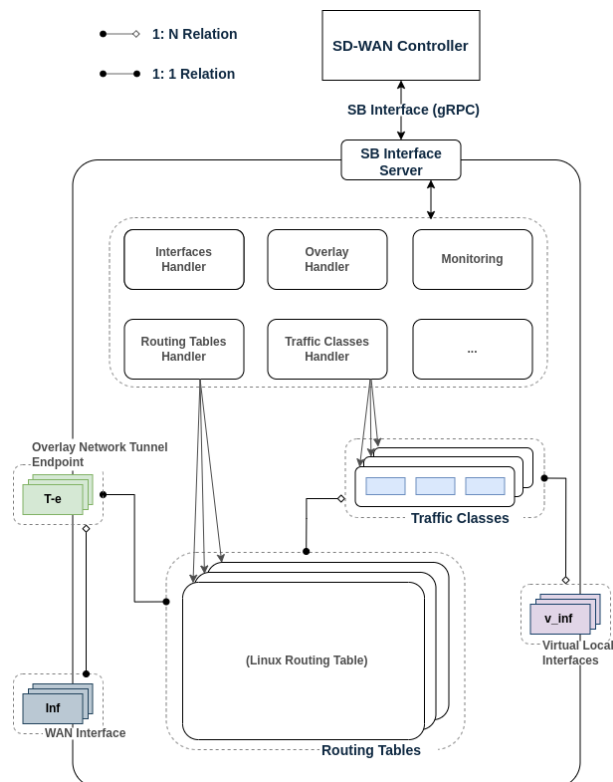 1: N Relation
1: 1 Relation
SD-WAN Controller
SB Interface (gRPC)
SB Interface
Server
Interfaces
Handler
Overlay
Handler
Monitoring
Routing Tables
Handler
Traffic Classes
Handler
...
Overlay Network Tunnel
Endpoint
T-e
Traffic Classes
v_inf
Virtual Local
Interfaces
(Linux Routing Table)
Inf
WAN Interface
Routing Tables